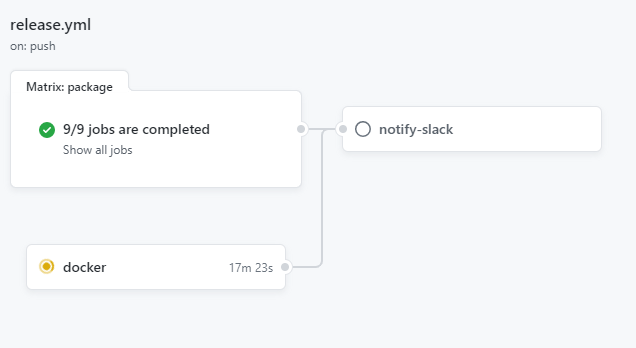 release.yml
on: push
Matrix: package
9/9 jobs are completed
Show all jobs
notify-slack
docker
17m 23s